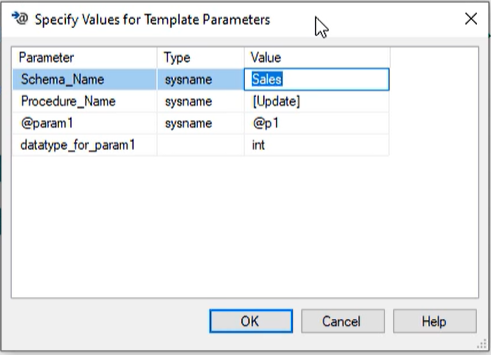 Specify Values for Template Parameters
Parameter Type Value
Schema_Name sysname Sales
Procedure_Name sysname [Update]
@param1 sysname @p1
datatype_for_param1 int
OK Cancel Help